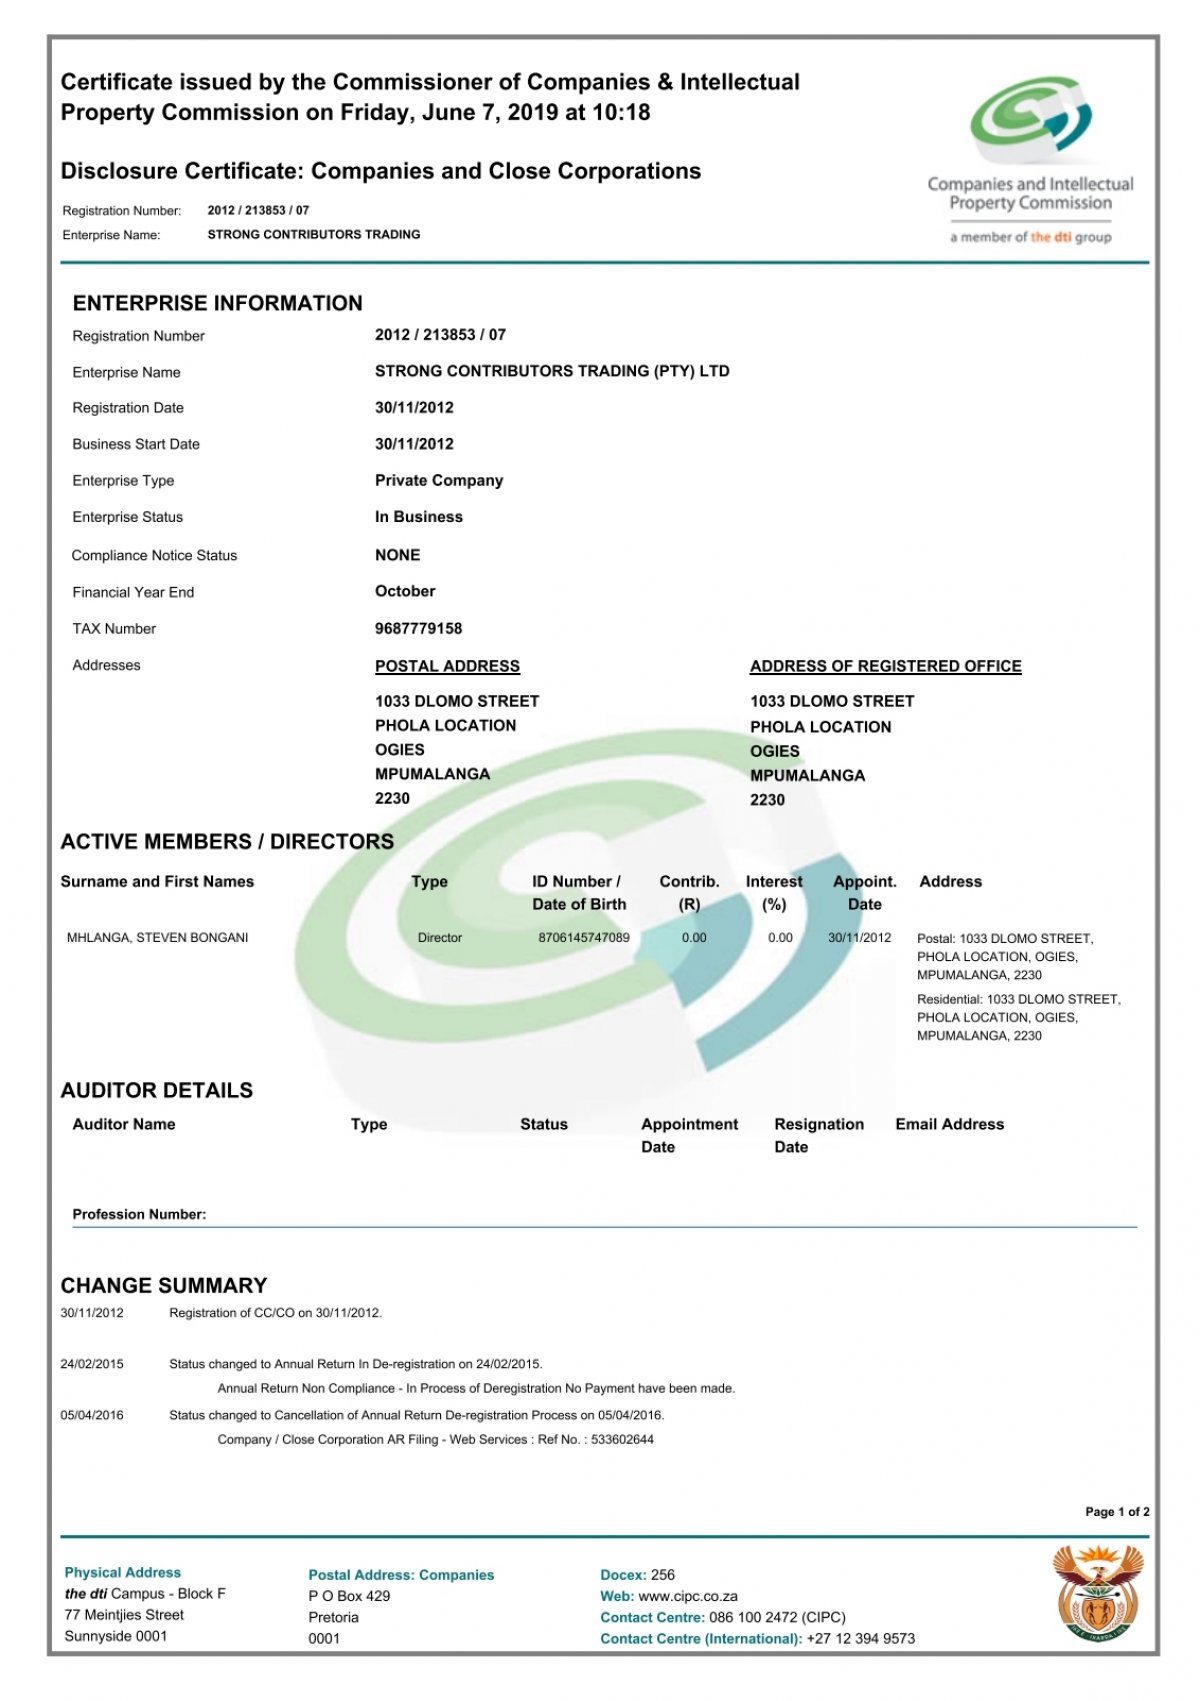 Certificate issued by the Commissioner of Companies & Intellectual
Property Commission on Friday, June 7, 2019 at 10:18
Disclosure Certificate: Companies and Close Corporations
Registration Number: 2012 / 213853 / 07
Enterprise Name: STRONG CONTRIBUTORS TRADING
Companies and Intellectual
Property Commission
a member of the dti group
ENTERPRISE INFORMATION
Registration Number 2012 / 213853 / 07
Enterprise Name STRONG CONTRIBUTORS TRADING (PTY) LTD
Registration Date 30/11/2012
Business Start Date 30/11/2012
Enterprise Type Private Company
Enterprise Status In Business
Compliance Notice Status NONE
Financial Year End October
TAX Number 9687779158
Addresses POSTAL ADDRESS ADDRESS OF REGISTERED OFFICE
1033 DLOMO STREET 1033 DLOMO STREET
PHOLA LOCATION PHOLA LOCATION
OGIES OGIES
MPUMALANGA MPUMALANGA
2230 2230
ACTIVE MEMBERS / DIRECTORS
Surname and First Names Type ID Number / Contrib. Interest Appoint. Address
Date of Birth (R) (%) Date
MHLANGA, STEVEN BONGANI Director 8706145747089 0.00 0.00 30/11/2012 Postal: 1033 DLOMO STREET,
PHOLA LOCATION, OGIES,
MPUMALANGA, 2230
Residential: 1033 DLOMO STREET,
PHOLA LOCATION, OGIES,
MPUMALANGA, 2230
AUDITOR DETAILS
Auditor Name Type Status Appointment Resignation Email Address
Date Date
Profession Number:
CHANGE SUMMARY
30/11/2012 Registration of CC/CO on 30/11/2012.
24/02/2015 Status changed to Annual Return In De-registration on 24/02/2015.
Annual Return Non Compliance - In Process of Deregistration No Payment have been made.
05/04/2016 Status changed to Cancellation of Annual Return De-registration Process on 05/04/2016.
Company / Close Corporation AR Filing - Web Services : Ref No. : 533602644
Page 1 of 2
Physical Address Postal Address: Companies Docex: 256
the dti Campus - Block F P O Box 429 Web: www.cipc.co.za
77 Meintjies Street Pretoria Contact Centre: 086 100 2472 (CIPC)
Sunnyside 0001 0001 Contact Centre (International): +27 12 394 9573